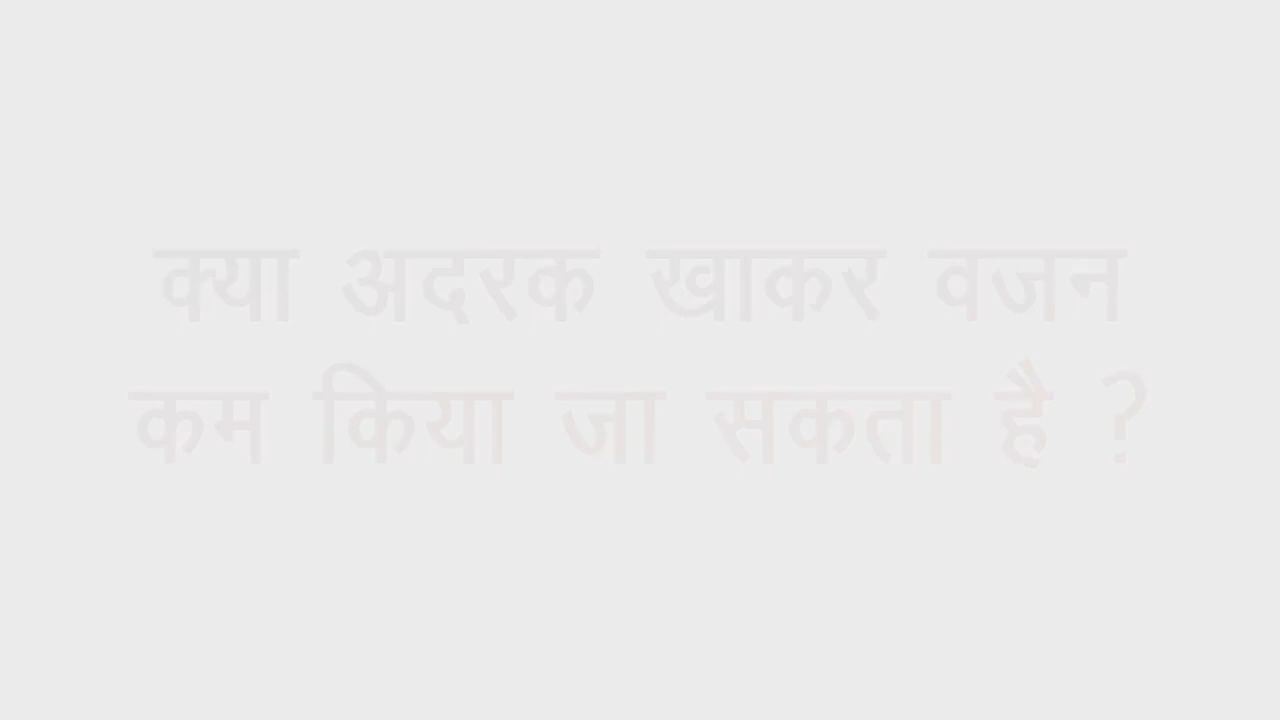 क्या अदरक खाकर वजन
कम किया जा सकता है ?